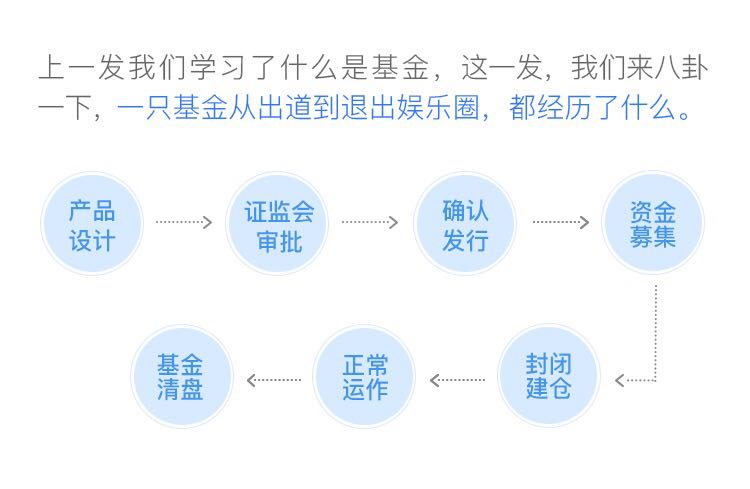 上一发我们学习了什么是基金，这一发，我们来八卦
一下，一只基金从出道到退出娱乐圈，都经历了什么。
产品
设计
证监会
审批
确认
发行
资金
募集
封闭
建仓
正常
运作
基金
清盘